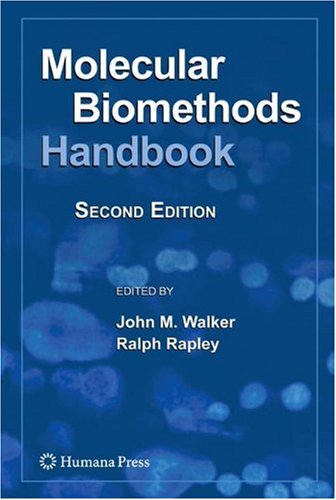 Molecular
Biomethods
Handbook
SECOND EDITION
EDITED BY
John M. Walker
Ralph Rapley
Humana Press